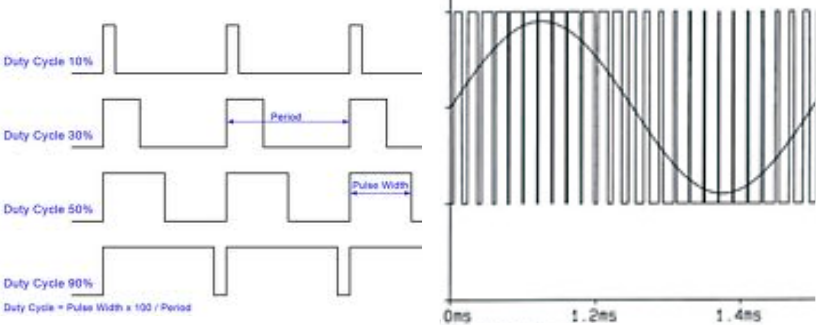 Duty Cycle 10%
Duty Cycle 30%
Period
Duty Cycle 50%
Pulse Width
Duty Cycle 90%
Duty Cycle = Pulse Width x 100 / Period
0ms
1.2ms
1.4ms